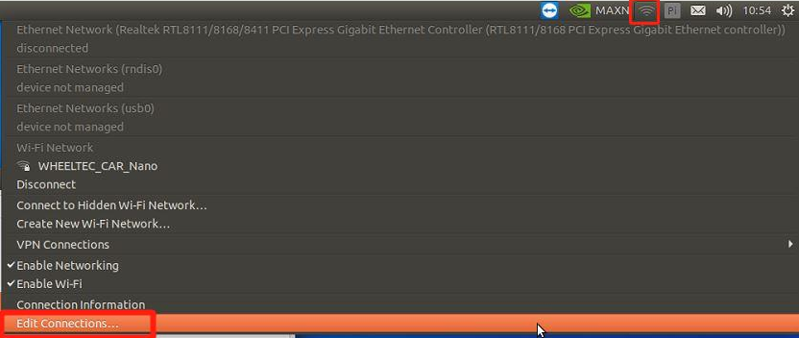 MAXN Pi 10:54
Ethernet Network (Realtek RTL8111/8168/8411 PCI Express Gigabit Ethernet Controller (RTL8111/8168 PCI Express Gigabit Ethernet controller))
disconnected
Ethernet Networks (rndis0)
device not managed
Ethernet Networks (usb0)
device not managed
Wi-Fi Network
WHEELTEC_CAR_Nano
Disconnect
Connect to Hidden Wi-Fi Network...
Create New Wi-Fi Network...
VPN Connections
Enable Networking
Enable Wi-Fi
Connection Information
Edit Connections...